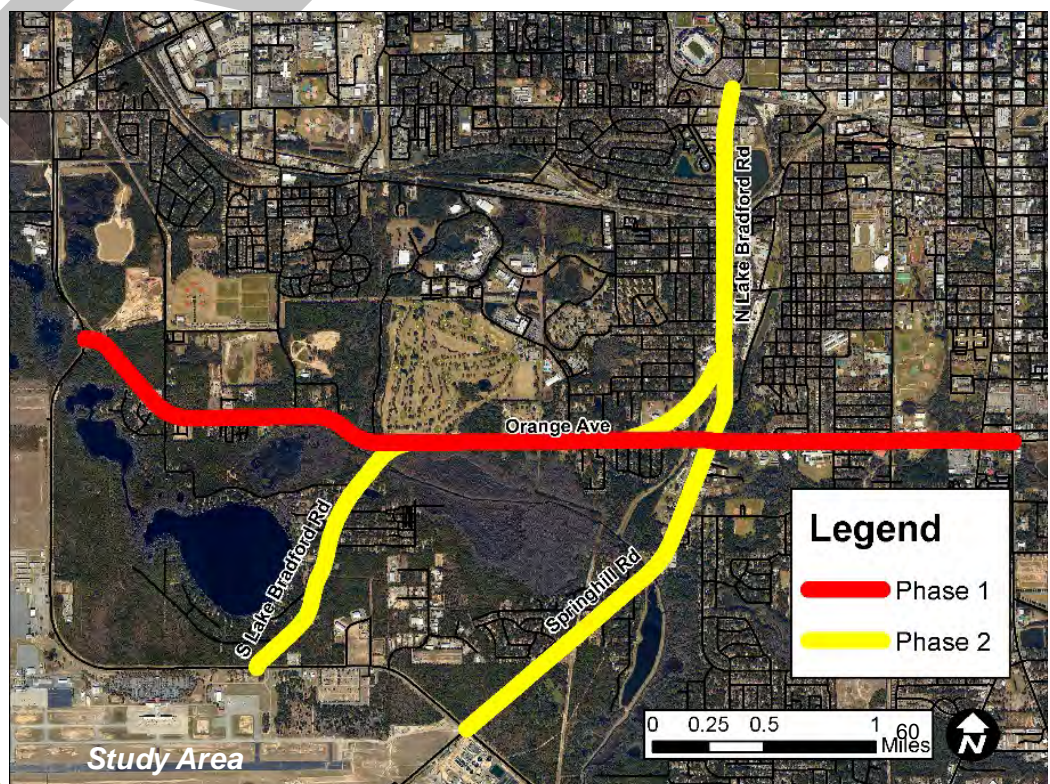 N Lake Bradford Rd
Orange Ave
S Lake Bradford Rd
Springhill Rd
Legend
Phase 1
Phase 2
0 0.25 0.5 1 60
Miles
N
Study Area